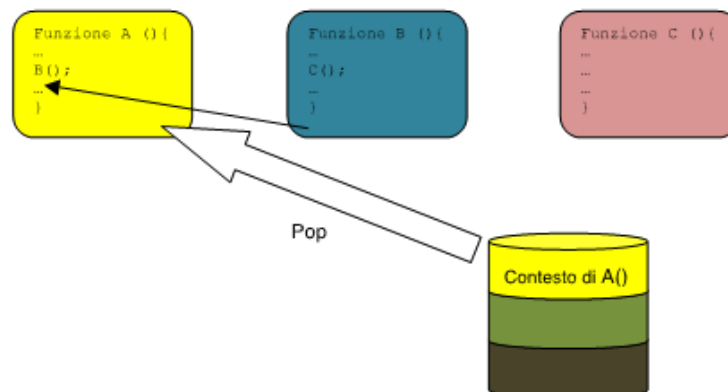 Funzione A (){
…
B();
…
}
Funzione B (){
…
C();
…
}
Funzione C (){
…
…
…
}
Pop
Contesto di A()